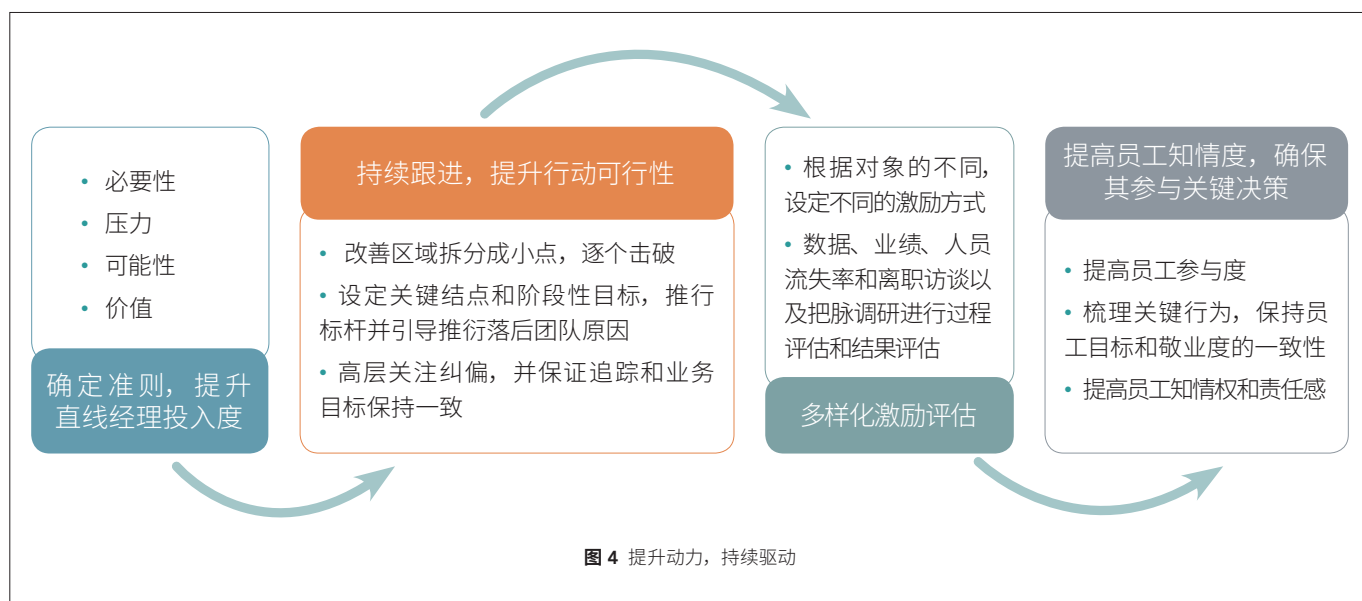 • 必要性
• 压力
• 可能性
• 价值
确定准则，提升
直线经理投入度
持续跟进，提升行动可行性
• 改善区域拆分成小点，逐个击破
• 设定关键结点和阶段性目标，推行
标杆并引导推衍落后团队原因
• 高层关注纠偏，并保证追踪和业务
目标保持一致
• 根据对象的不同，
设定不同的激励方式
• 数据、业绩、人员
流失率和离职访谈以
及把脉调研进行过程
评估和结果评估
多样化激励评估
提高员工知情度，确保
其参与关键决策
• 提高员工参与度
• 梳理关键行为，保持员
工目标和敬业度的一致性
• 提高员工知情权和责任感
图 4 提升动力，持续驱动